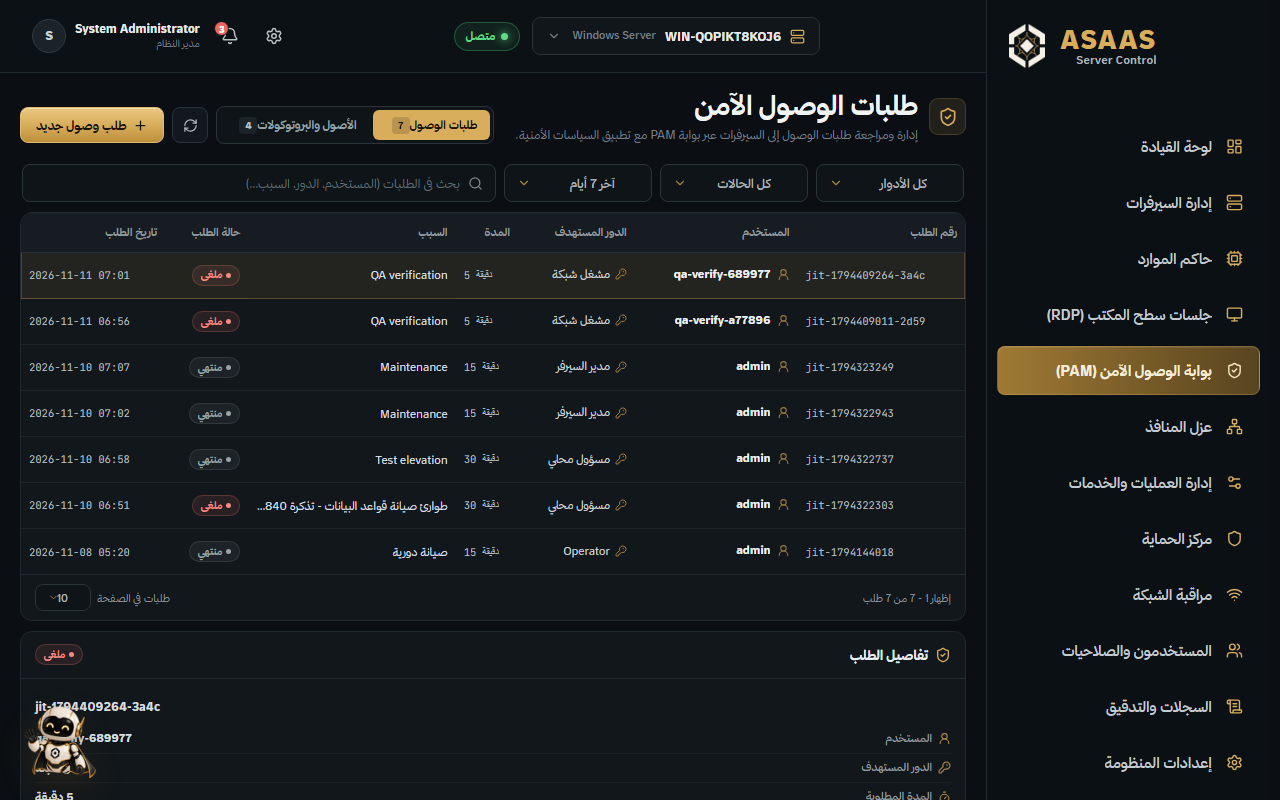 ASAAS
Server Control
لوحة القيادة
إدارة السيرفرات
حاكم الموارد
جلسات سطح المكتب (RDP)
بوابة الوصول الآمن (PAM)
عزل المنافذ
إدارة العمليات والخدمات
مركز الحماية
مراقبة الشبكة
المستخدمون والصلاحيات
السجلات والتدقيق
إعدادات المنظومة
WIN-QOPIKT8KOJ6 Windows Server
متصل
3
System Administrator
مدير النظام
S
طلبات الوصول الآمن
إدارة ومراجعة طلبات الوصول إلى السيرفرات عبر بوابة PAM مع تطبيق السياسات الأمنية.
طلبات الوصول 7
الأصول والبروتوكولات 4
طلب وصول جديد
كل الأدوار
كل الحالات
آخر 7 أيام
بحث في الطلبات (المستخدم، الدور، السبب...)
رقم الطلب المستخدم الدور المستهدف المدة السبب حالة الطلب تاريخ الطلب
jit-1794409264-3a4c qa-verify-689977 مشغل شبكة 5 دقيقة QA verification ملغى 2026-11-11 07:01
jit-1794409011-2d59 qa-verify-a77896 مشغل شبكة 5 دقيقة QA verification ملغى 2026-11-11 06:56
jit-1794323249 admin مدير السيرفر 15 دقيقة Maintenance منتهي 2026-11-10 07:07
jit-1794322943 admin مدير السيرفر 15 دقيقة Maintenance منتهي 2026-11-10 07:02
jit-1794322737 admin مسؤول محلي 30 دقيقة Test elevation منتهي 2026-11-10 06:58
jit-1794322303 admin مسؤول محلي 30 دقيقة طوارئ صيانة قواعد البيانات - تذكرة 840... ملغى 2026-11-10 06:51
jit-1794144018 admin Operator 15 دقيقة صيانة دورية منتهي 2026-11-08 05:20
إظهار 1 - 7 من 7 طلب
طلبات في الصفحة 10
تفاصيل الطلب
ملغى
jit-1794409264-3a4c
المستخدم
الدور المستهدف
المدة المطلوبة 5 دقيقة